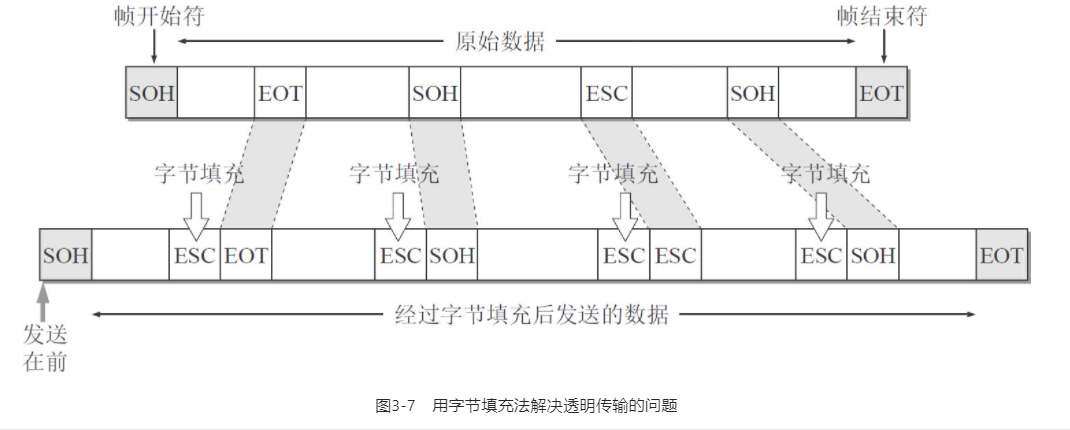 帧开始符 帧结束符
原始数据
SOH EOT SOH ESC SOH EOT
字节填充 字节填充 字节填充 字节填充
SOH ESC EOT ESC SOH ESC ESC ESC SOH EOT
经过字节填充后发送的数据
发送
在前
图3-7 用字节填充法解决透明传输的问题